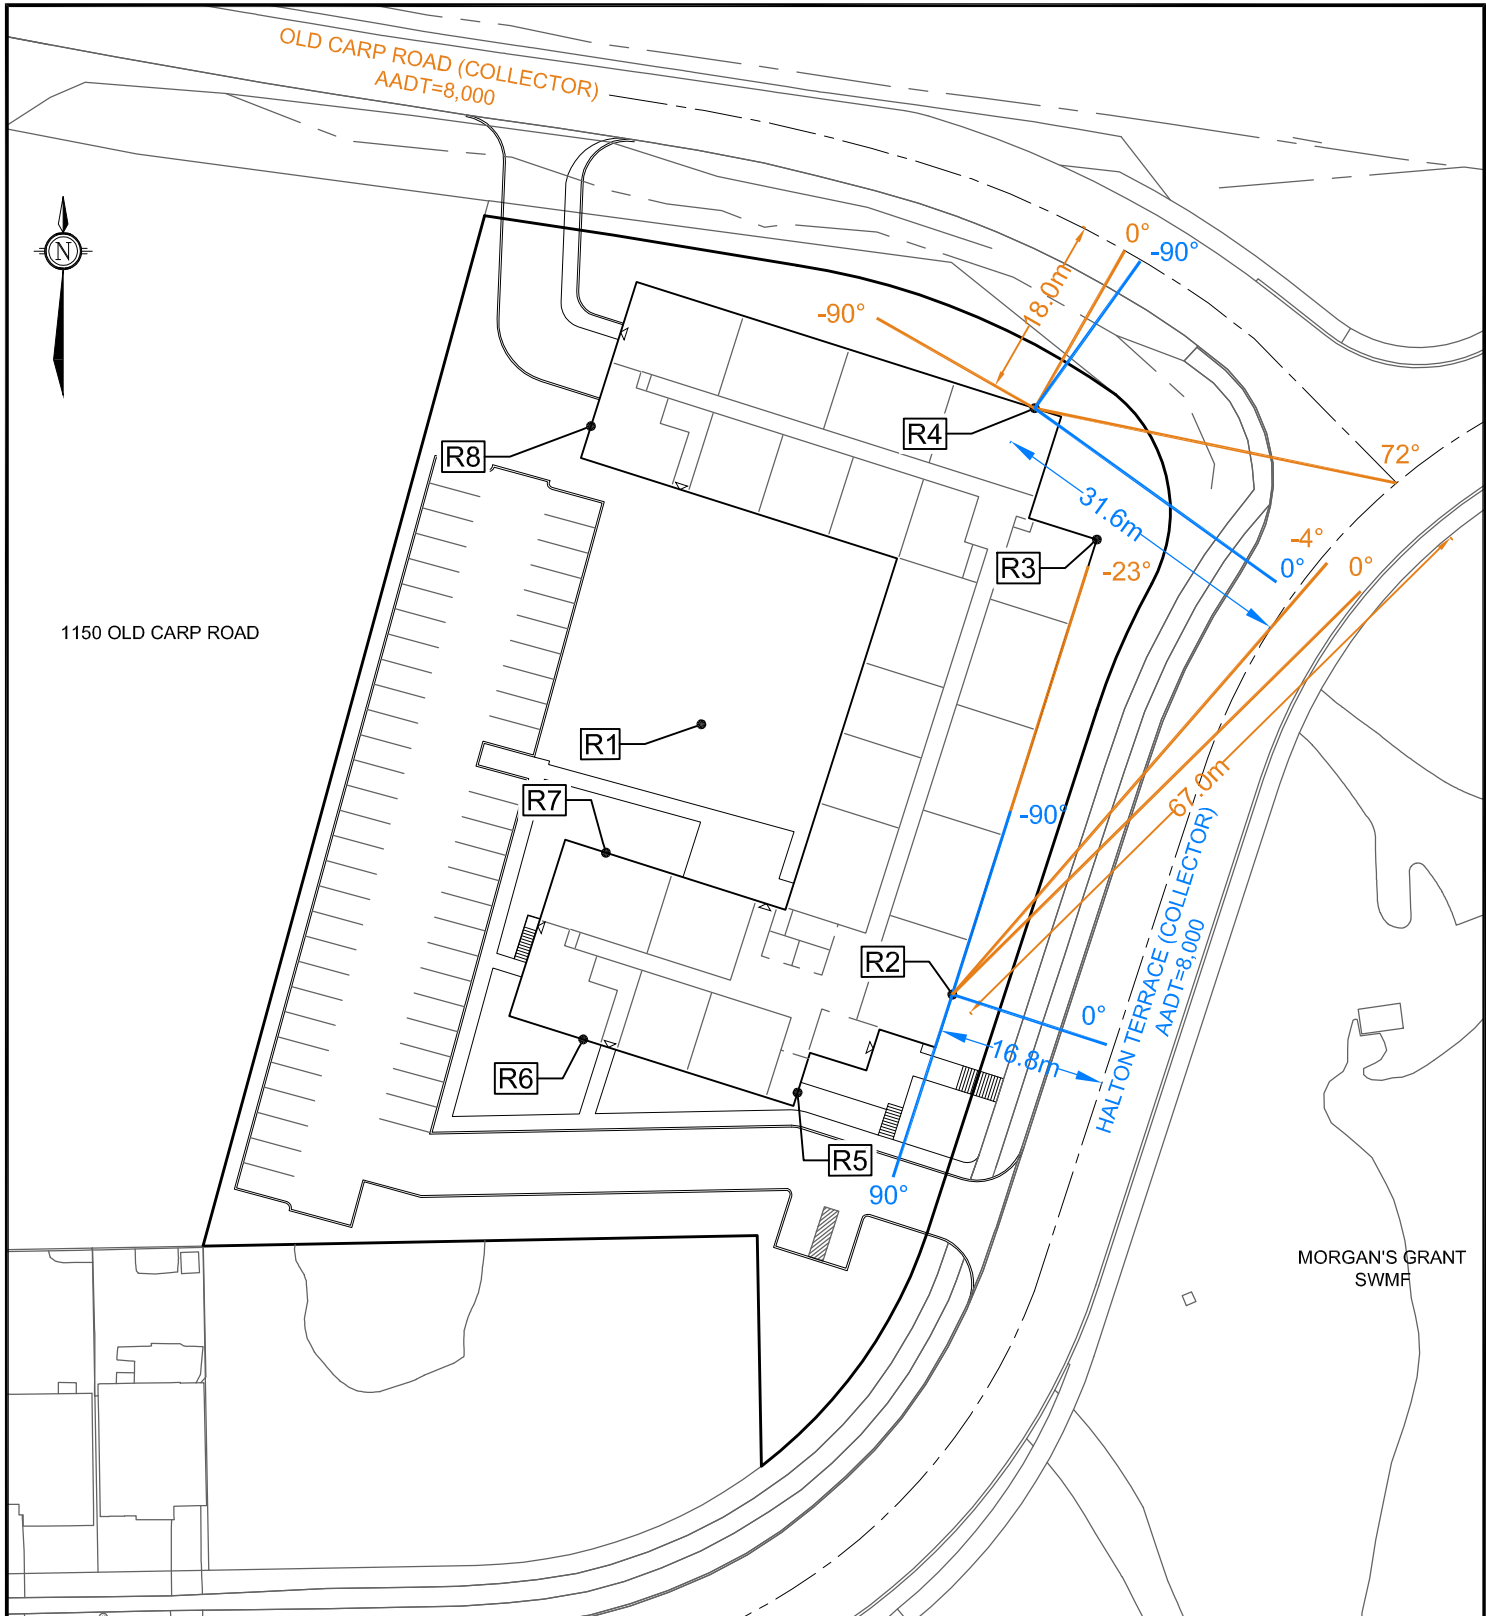 OLD CARP ROAD (COLLECTOR)
AADT=8,000
N
0°
-90°
18.0m
-90°
R4
72°
R8
31.6m
-4°
0°
0°
R3
-23°
1150 OLD CARP ROAD
R1
67.0m
R7
-90°
HALTON TERRACE (COLLECTOR)
AADT=8,000
R2
0°
16.8m
R6
R5
90°
MORGAN'S GRANT
SWMF